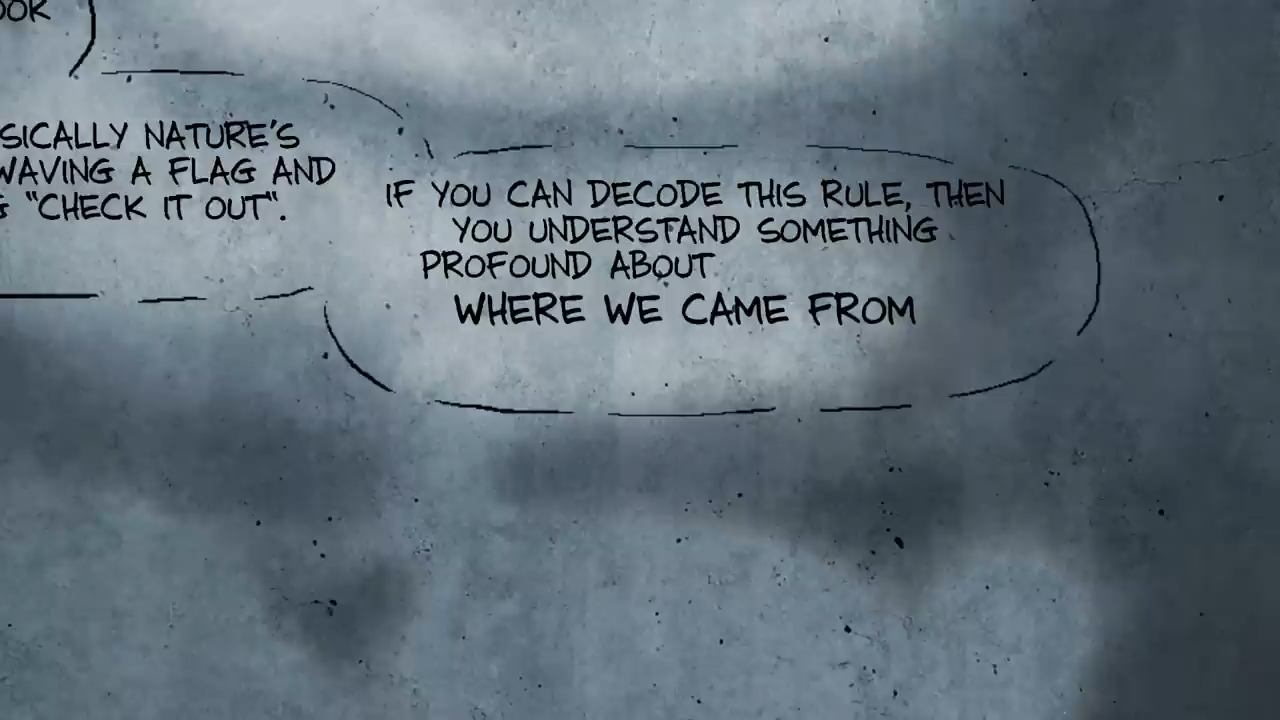 SICALLY NATURE'S
WAVING A FLAG AND
"CHECK IT OUT".
IF YOU CAN DECODE THIS RULE, THEN
YOU UNDERSTAND SOMETHING
PROFOUND ABOUT
WHERE WE CAME FROM